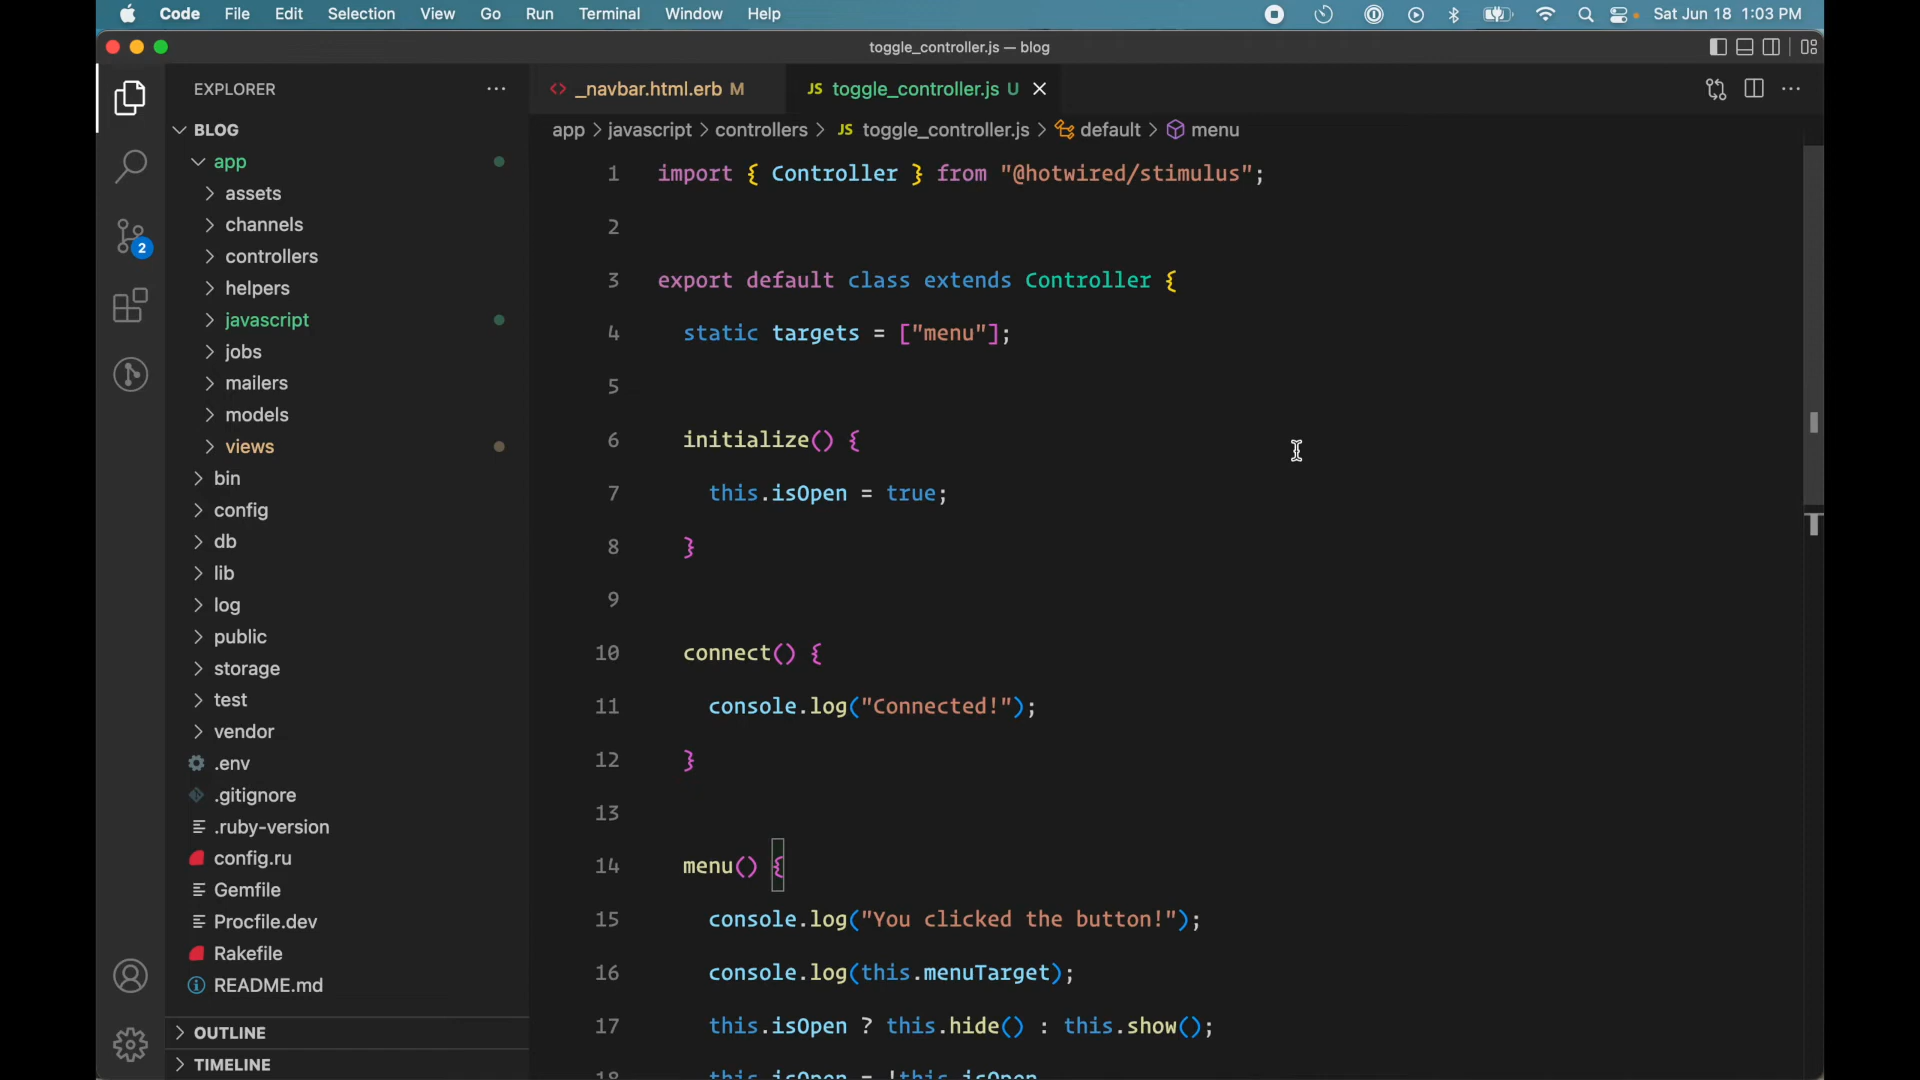 Code File Edit Selection View Go Run Terminal Window Help Sat Jun 18 1:03 PM
toggle_controller.js — blog
EXPLORER
BLOG
app
assets
channels
controllers
helpers
javascript
jobs
mailers
models
views
bin
config
db
lib
log
public
storage
test
vendor
.env
.gitignore
.ruby-version
config.ru
Gemfile
Procfile.dev
Rakefile
README.md
OUTLINE
TIMELINE
2
<> _navbar.html.erb M JS toggle_controller.js U
app > javascript > controllers > JS toggle_controller.js > default > menu
1 import { Controller } from "@hotwired/stimulus";
2
3 export default class extends Controller {
4 static targets = ["menu"];
5
6 initialize() {
7 this.isOpen = true;
8 }
9
10 connect() {
11 console.log("Connected!");
12 }
13
14 menu() {
15 console.log("You clicked the button!");
16 console.log(this.menuTarget);
17 this.isOpen ? this.hide() : this.show();
18 this.isOpen = !this.isOpen